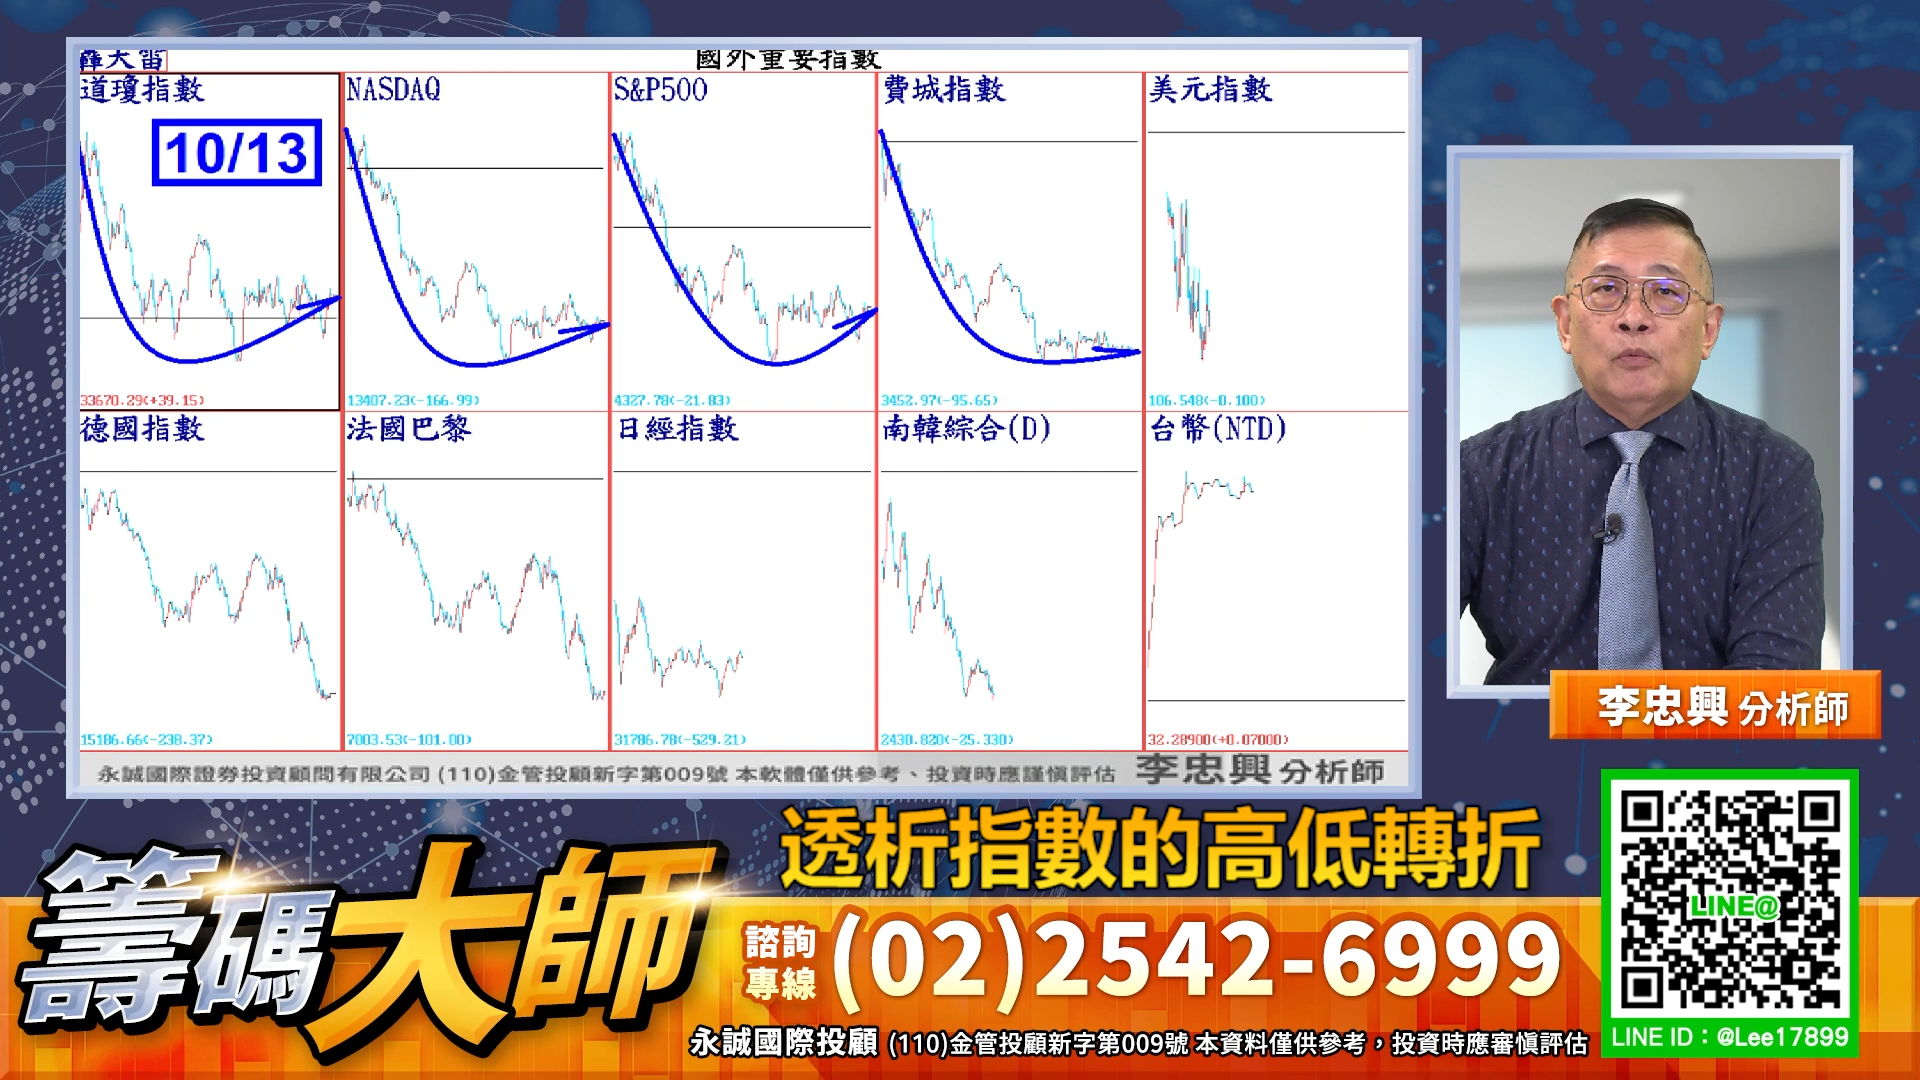 羅大雷
國外重要指數
道瓊指數
NASDAQ
S&P500
費城指數
美元指數
10/13
33670.29(+39.15)
13407.23(-166.99)
4327.78(-21.83)
3452.97(-95.65)
106.548(-0.100)
德國指數
法國巴黎
日經指數
南韓綜合(D)
台幣(NTD)
15186.66(-238.37)
7003.53(-101.00)
31786.78(-529.21)
2430.820(-25.330)
32.28900(+0.07000)
永誠國際證券投資顧問有限公司 (110)金管投顧新字第009號 本軟體僅供參考、投資時應謹慎評估
李忠興 分析師
李忠興 分析師
透析指數的高低轉折
籌碼大師
諮詢專線 (02)2542-6999
永誠國際投顧 (110)金管投顧新字第009號 本資料僅供參考，投資時應審慎評估
LINE@
LINE ID：@Lee17899